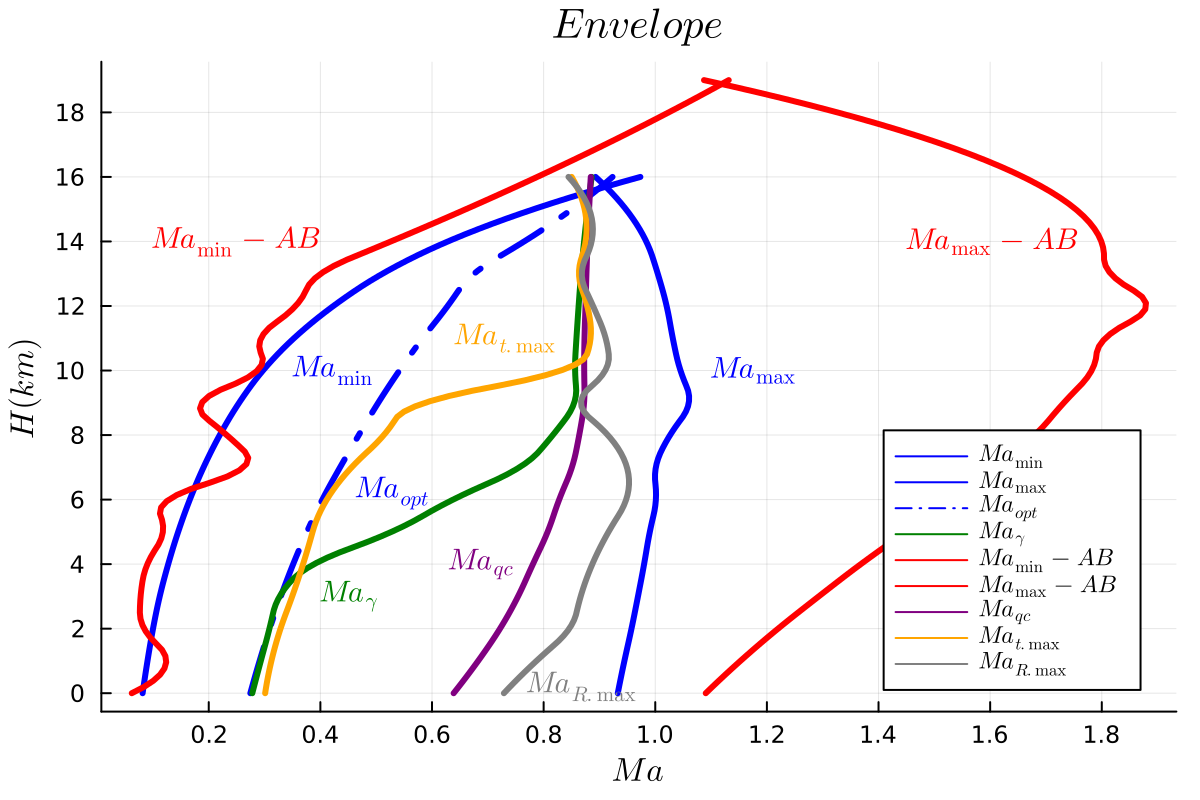 Envelope
18
16
14
12
10
8
6
4
2
0
H(km)
0.2 0.4 0.6 0.8 1.0 1.2 1.4 1.6 1.8
Ma
Ma_min − AB
Ma_max − AB
Ma_t.max
Ma_min
Ma_max
Ma_opt
Ma_qc
Ma_γ
Ma_R.max
Ma_min
Ma_max
Ma_opt
Ma_γ
Ma_min − AB
Ma_max − AB
Ma_qc
Ma_t.max
Ma_R.max